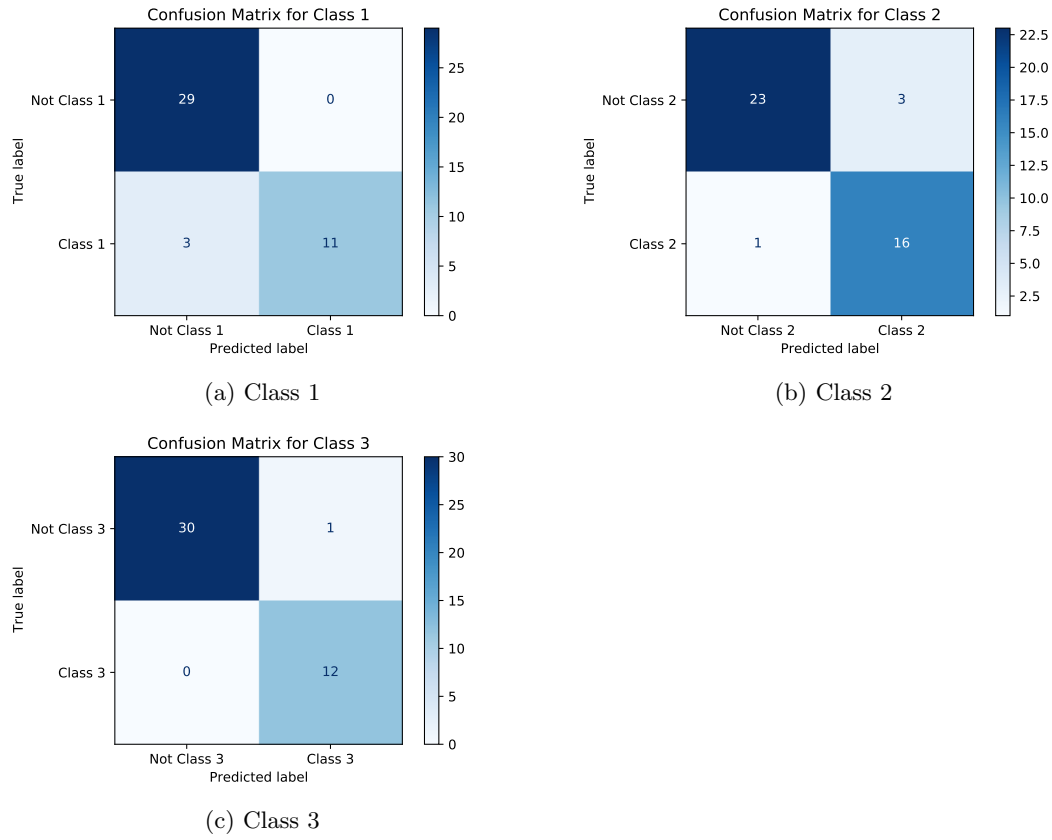 Confusion Matrix for Class 1
Not Class 1
Class 1
True label
29
0
3
11
Not Class 1
Class 1
Predicted label
25
20
15
10
5
0
(a) Class 1
Confusion Matrix for Class 2
Not Class 2
Class 2
True label
23
3
1
16
Not Class 2
Class 2
Predicted label
22.5
20.0
17.5
15.0
12.5
10.0
7.5
5.0
2.5
(b) Class 2
Confusion Matrix for Class 3
Not Class 3
Class 3
True label
30
1
0
12
Not Class 3
Class 3
Predicted label
30
25
20
15
10
5
0
(c) Class 3